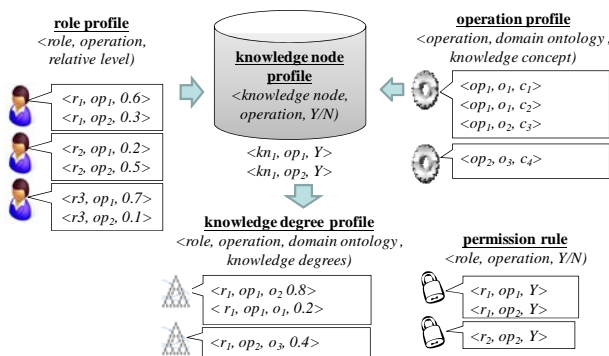 role profile
<role, operation,
relative level)
<r1, op1, 0.6>
<r1, op2, 0.3>
<r2, op1, 0.2>
<r2, op2, 0.5>
<r3, op1, 0.7>
<r3, op2, 0.1>
knowledge node
profile
<knowledge node,
operation, Y/N)
<kn1, op1, Y>
<kn1, op2, Y>
operation profile
<operation, domain ontology ,
knowledge concept)
<op1, o1, c1>
<op1, o1, c2>
<op1, o2, c3>
<op2, o3, c4>
knowledge degree profile
<role, operation, domain ontology ,
knowledge degrees)
<r1, op1, o2 0.8>
< r1, op1, o1, 0.2>
<r1, op2, o3, 0.4>
permission rule
<role, operation, Y/N)
<r1, op1, Y>
<r1, op2, Y>
<r2, op2, Y>